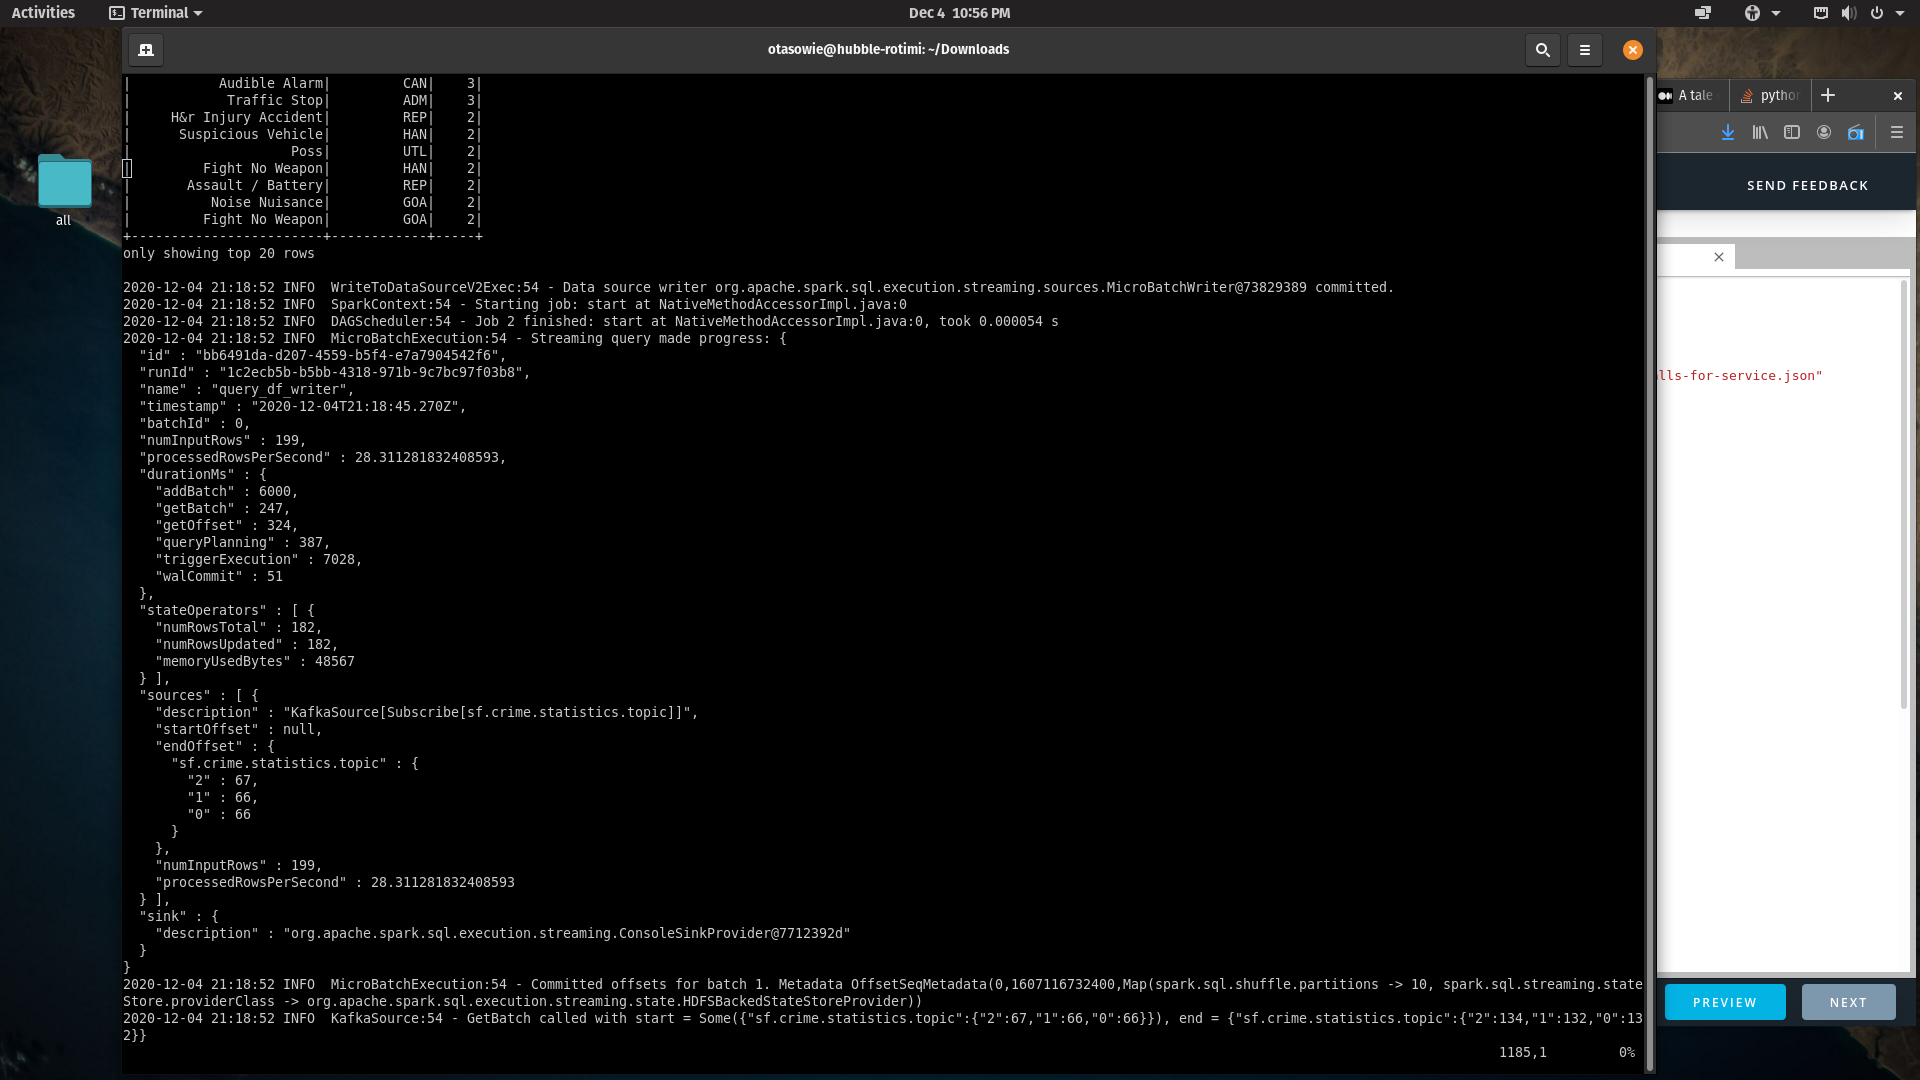 Activities
Terminal
Dec 4  10:56 PM
otasowie@hubble-rotimi: ~/Downloads
|           Audible Alarm|         CAN|    3|
|            Traffic Stop|         ADM|    3|
|     H&r Injury Accident|         REP|    2|
|      Suspicious Vehicle|         HAN|    2|
|                    Poss|         UTL|    2|
|         Fight No Weapon|         HAN|    2|
|       Assault / Battery|         REP|    2|
|          Noise Nuisance|         GOA|    2|
|         Fight No Weapon|         GOA|    2|
+------------------------+------------+-----+
only showing top 20 rows
2020-12-04 21:18:52 INFO  WriteToDataSourceV2Exec:54 - Data source writer org.apache.spark.sql.execution.streaming.sources.MicroBatchWriter@73829389 committed.
2020-12-04 21:18:52 INFO  SparkContext:54 - Starting job: start at NativeMethodAccessorImpl.java:0
2020-12-04 21:18:52 INFO  DAGScheduler:54 - Job 2 finished: start at NativeMethodAccessorImpl.java:0, took 0.000054 s
2020-12-04 21:18:52 INFO  MicroBatchExecution:54 - Streaming query made progress: {
  "id" : "bb6491da-d207-4559-b5f4-e7a7904542f6",
  "runId" : "1c2ecb5b-b5bb-4318-971b-9c7bc97f03b8",
  "name" : "query_df_writer",
  "timestamp" : "2020-12-04T21:18:45.270Z",
  "batchId" : 0,
  "numInputRows" : 199,
  "processedRowsPerSecond" : 28.311281832408593,
  "durationMs" : {
    "addBatch" : 6000,
    "getBatch" : 247,
    "getOffset" : 324,
    "queryPlanning" : 387,
    "triggerExecution" : 7028,
    "walCommit" : 51
  },
  "stateOperators" : [ {
    "numRowsTotal" : 182,
    "numRowsUpdated" : 182,
    "memoryUsedBytes" : 48567
  } ],
  "sources" : [ {
    "description" : "KafkaSource[Subscribe[sf.crime.statistics.topic]]",
    "startOffset" : null,
    "endOffset" : {
      "sf.crime.statistics.topic" : {
        "2" : 67,
        "1" : 66,
        "0" : 66
      }
    },
    "numInputRows" : 199,
    "processedRowsPerSecond" : 28.311281832408593
  } ],
  "sink" : {
    "description" : "org.apache.spark.sql.execution.streaming.ConsoleSinkProvider@7712392d"
  }
}
2020-12-04 21:18:52 INFO  MicroBatchExecution:54 - Committed offsets for batch 1. Metadata OffsetSeqMetadata(0,1607116732400,Map(spark.sql.shuffle.partitions -> 10, spark.sql.streaming.state
Store.providerClass -> org.apache.spark.sql.execution.streaming.state.HDFSBackedStateStoreProvider))
2020-12-04 21:18:52 INFO  KafkaSource:54 - GetBatch called with start = Some({"sf.crime.statistics.topic":{"2":67,"1":66,"0":66}}), end = {"sf.crime.statistics.topic":{"2":134,"1":132,"0":13
2}}
1185,1         0%
all
A tale
python
SEND FEEDBACK
lls-for-service.json"
PREVIEW
NEXT